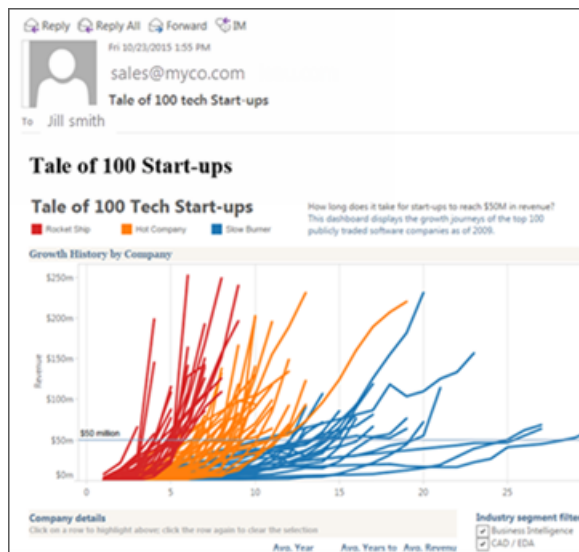 Reply Reply All Forward IM
Fri 10/23/2015 1:55 PM
sales@myco.com
Tale of 100 tech Start-ups
To Jill smith
Tale of 100 Start-ups
Tale of 100 Tech Start-ups
Rocket Ship Hot Company Slow Burner
How long does it take for start-ups to reach $50M in revenue?
This dashboard displays the growth journeys of the top 100
publicly traded software companies as of 2009.
Growth History by Company
$250m
$200m
$150m
$100m
$50m
$0m
Revenue
$50 million
0 5 10 15 20 25
Company details
Click on a row to highlight above; click the row again to clear the selection
Avg. Year Avg. Years to Avg. Revenu
Industry segment filter
Business Intelligence
CAD / EDA